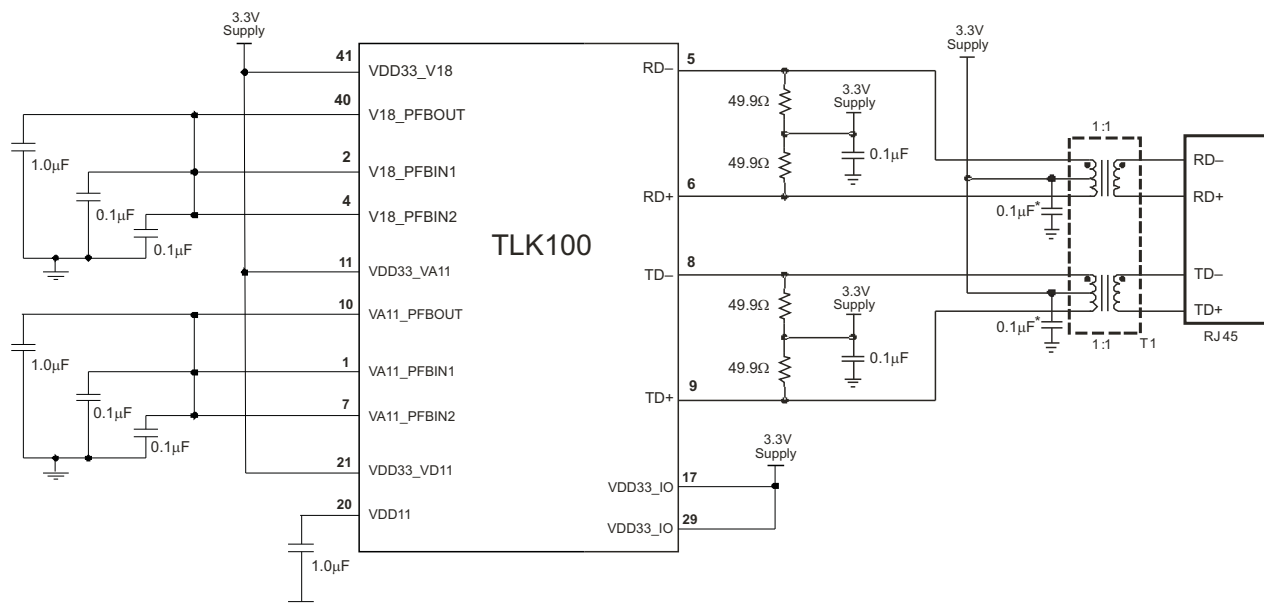 3.3V
Supply
41
VDD33_V18
40
V18_PFBOUT
1.0μF
2
V18_PFBIN1
0.1μF
4
V18_PFBIN2
0.1μF
11
VDD33_VA11
10
VA11_PFBOUT
1.0μF
1
VA11_PFBIN1
0.1μF
7
VA11_PFBIN2
0.1μF
21
VDD33_VD11
20
VDD11
1.0μF
TLK100
RD–
5
49.9Ω
3.3V
Supply
0.1μF
49.9Ω
RD+
6
TD–
8
49.9Ω
3.3V
Supply
0.1μF
49.9Ω
TD+
9
3.3V
Supply
VDD33_IO
17
VDD33_IO
29
3.3V
Supply
1:1
0.1μF*
0.1μF*
1:1
T1
RD–
RD+
TD–
TD+
RJ45